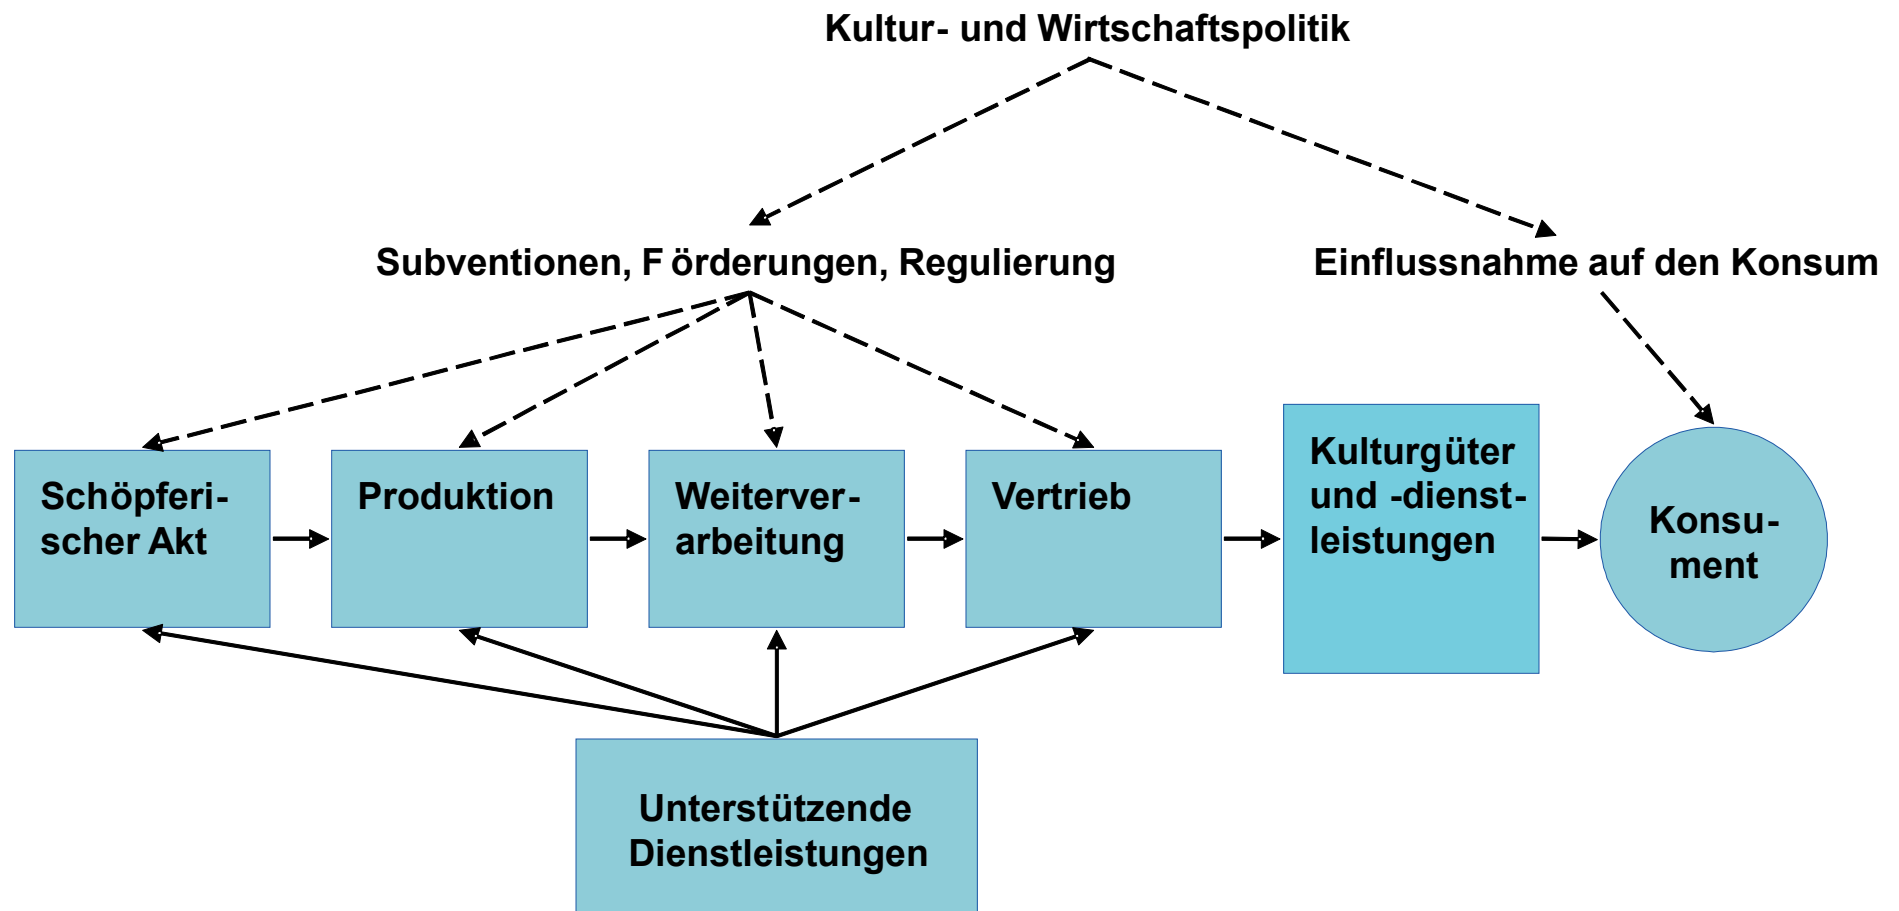 Kultur- und Wirtschaftspolitik
Subventionen, F örderungen, Regulierung
Einflussnahme auf den Konsum
Schöpferi-
scher Akt
Produktion
Weiterver-
arbeitung
Vertrieb
Kulturgüter
und -dienst-
leistungen
Konsu-
ment
Unterstützende
Dienstleistungen